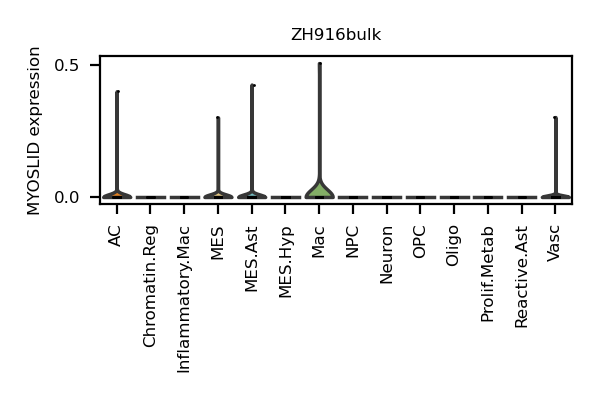 ZH916bulk
MYOSLID expression
0.5
0.0
AC
Chromatin.Reg
Inflammatory.Mac
MES
MES.Ast
MES.Hyp
Mac
NPC
Neuron
OPC
Oligo
Prolif.Metab
Reactive.Ast
Vasc